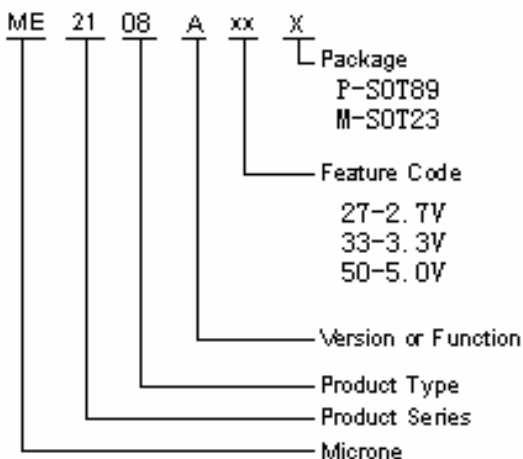 ME 21 08 A xx X
Package
P-SOT89
M-SOT23
Feature Code
27-2.7V
33-3.3V
50-5.0V
Version or Function
Product Type
Product Series
Microne